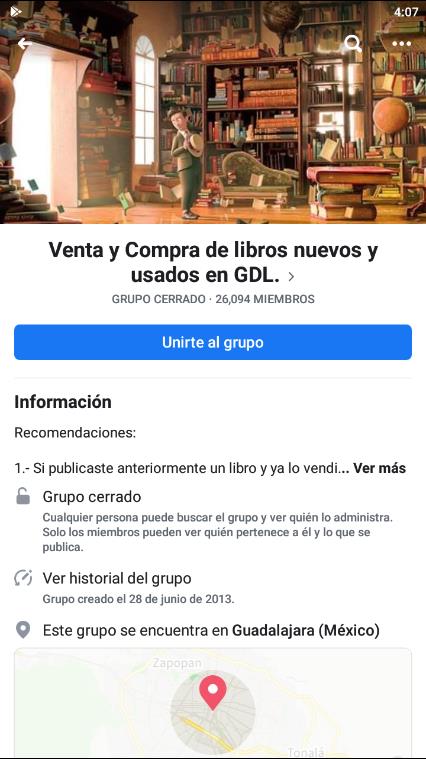 4:07
Venta y Compra de libros nuevos y
usados en GDL.
GRUPO CERRADO · 26,094 MIEMBROS
Unirte al grupo
Información
Recomendaciones:
1.- Si publicaste anteriormente un libro y ya lo vendi... Ver más
Grupo cerrado
Cualquier persona puede buscar el grupo y ver quién lo administra.
Solo los miembros pueden ver quién pertenece a él y lo que se
publica.
Ver historial del grupo
Grupo creado el 28 de junio de 2013.
Este grupo se encuentra en Guadalajara (México)
Zapopan
Tonalá